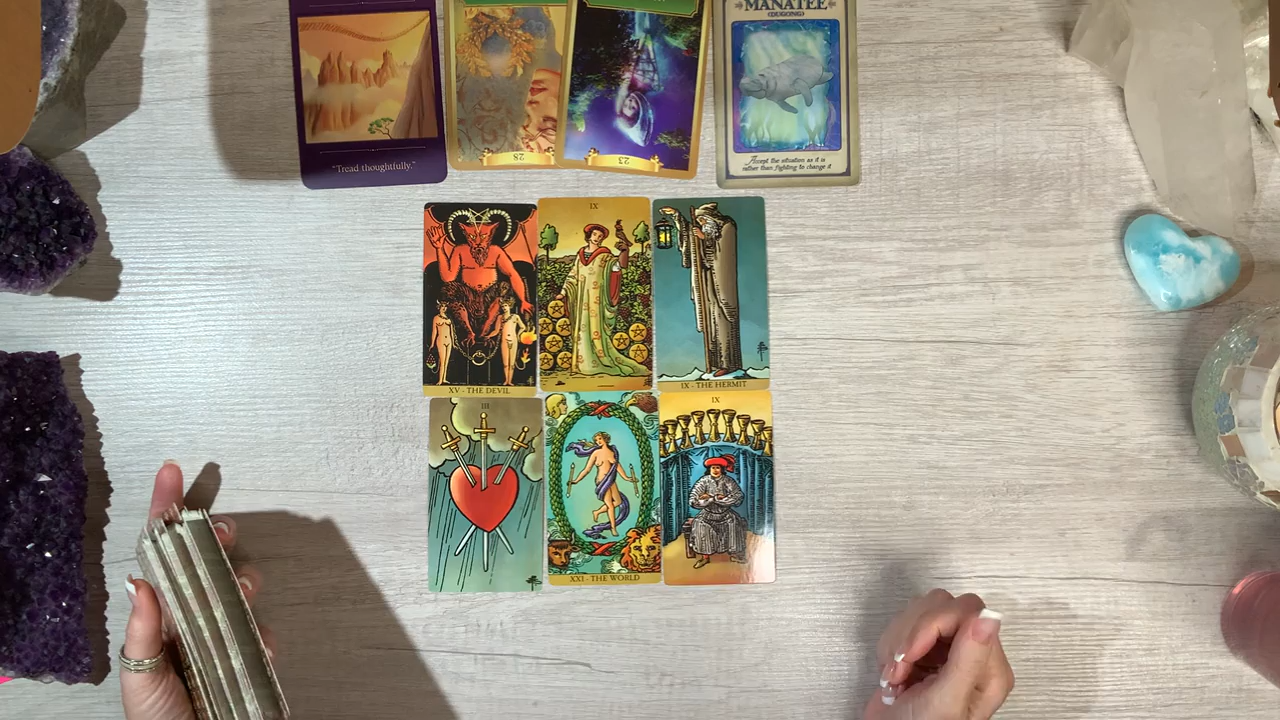 MANATEE
(DUGONG)
"Tread thoughtfully."
28
23
Accept the situation as it is
rather than fighting to change it
IX
XV - THE DEVIL
IX - THE HERMIT
III
IX
XXI - THE WORLD